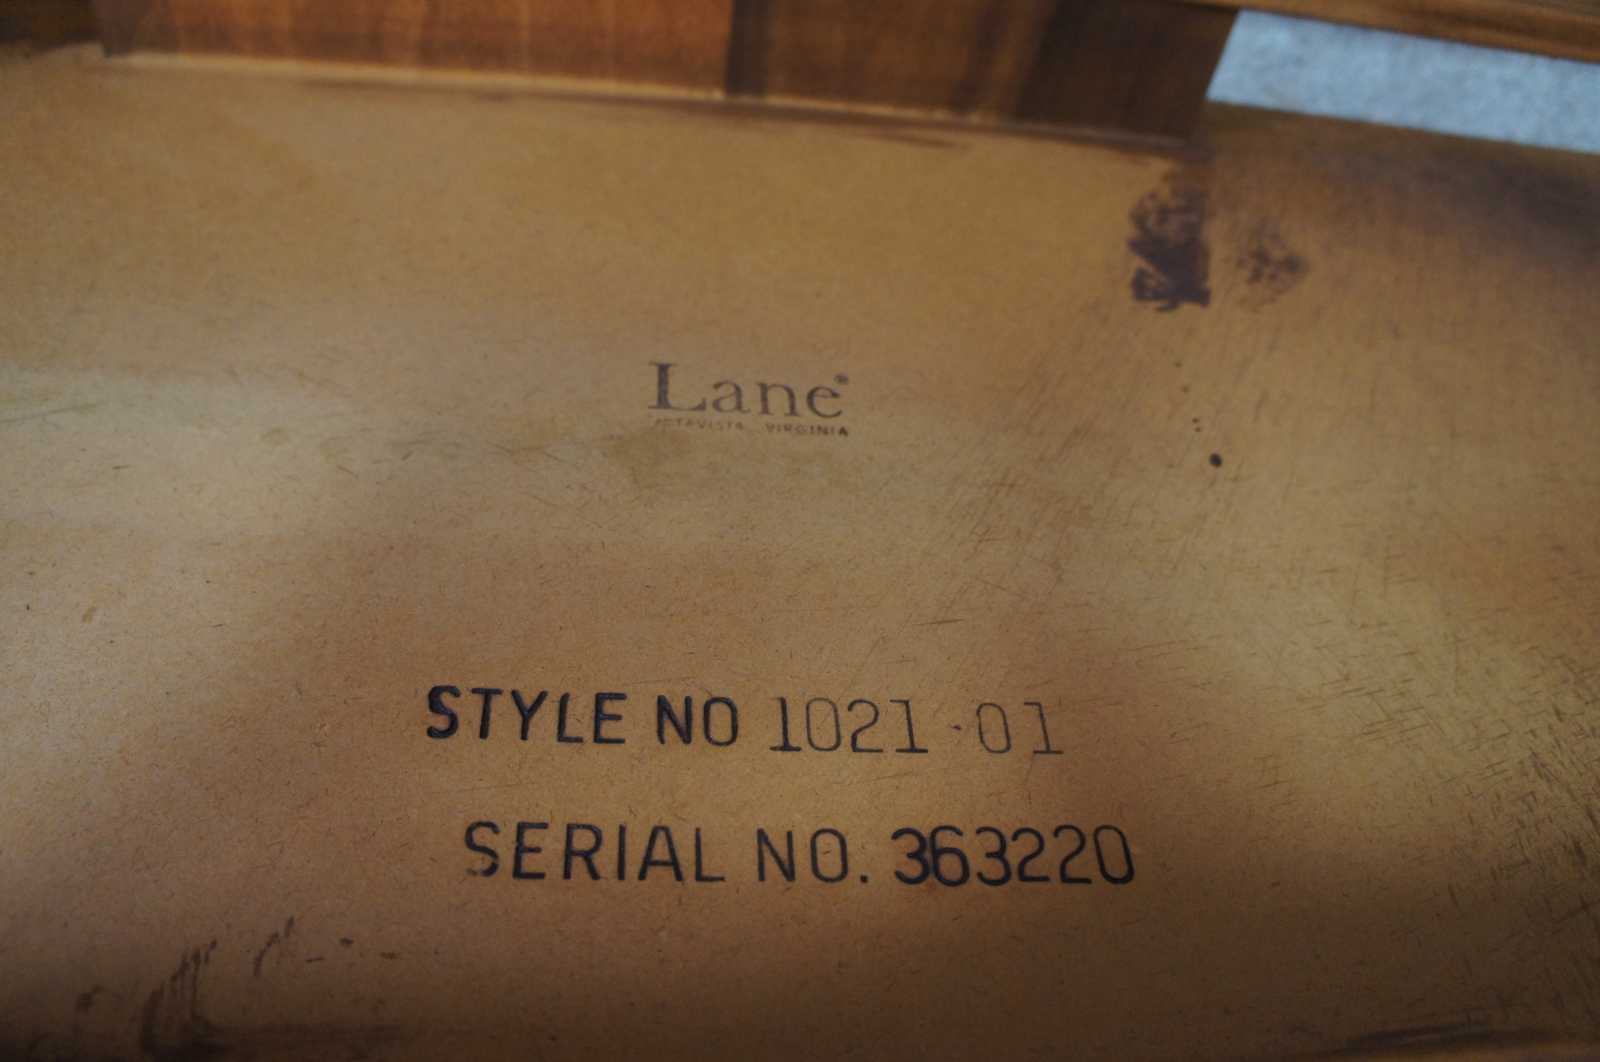 Lane®
ALTAVISTA VIRGINIA
STYLE NO 1021-01
SERIAL NO. 363220